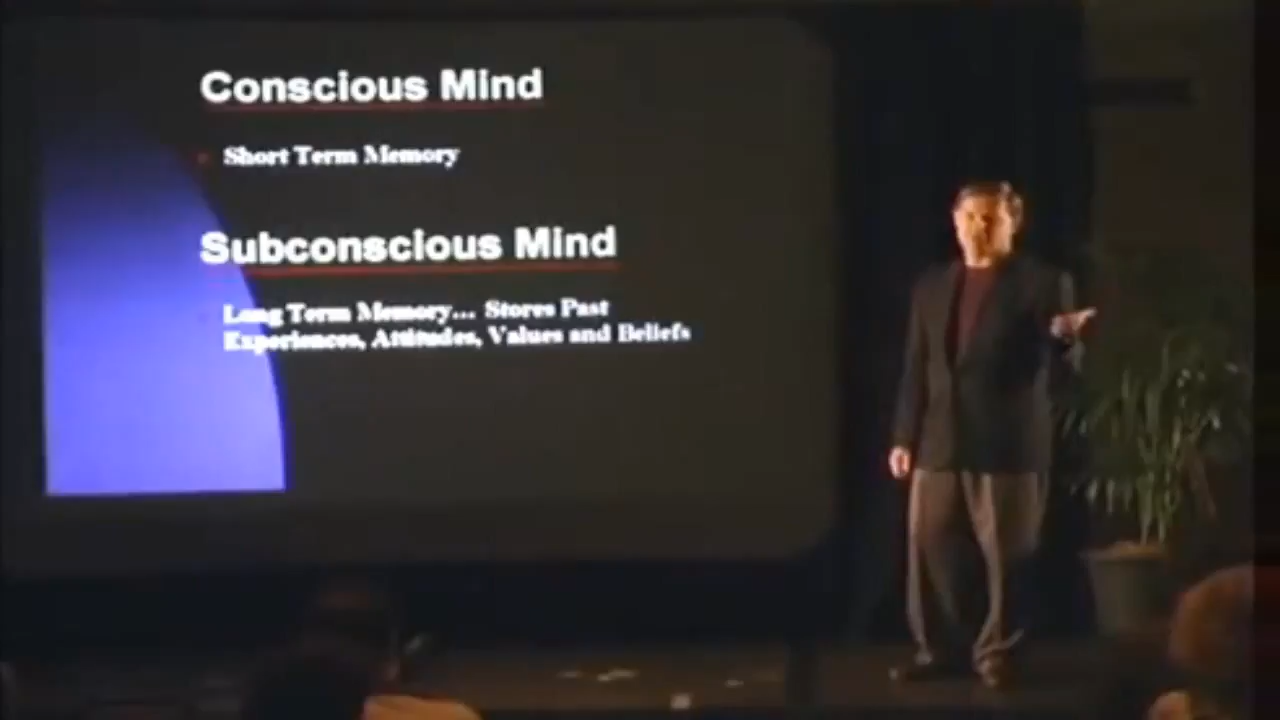 Conscious Mind
Short Term Memory
Subconscious Mind
Long Term Memory... Stores Past
Experiences, Attitudes, Values and Beliefs